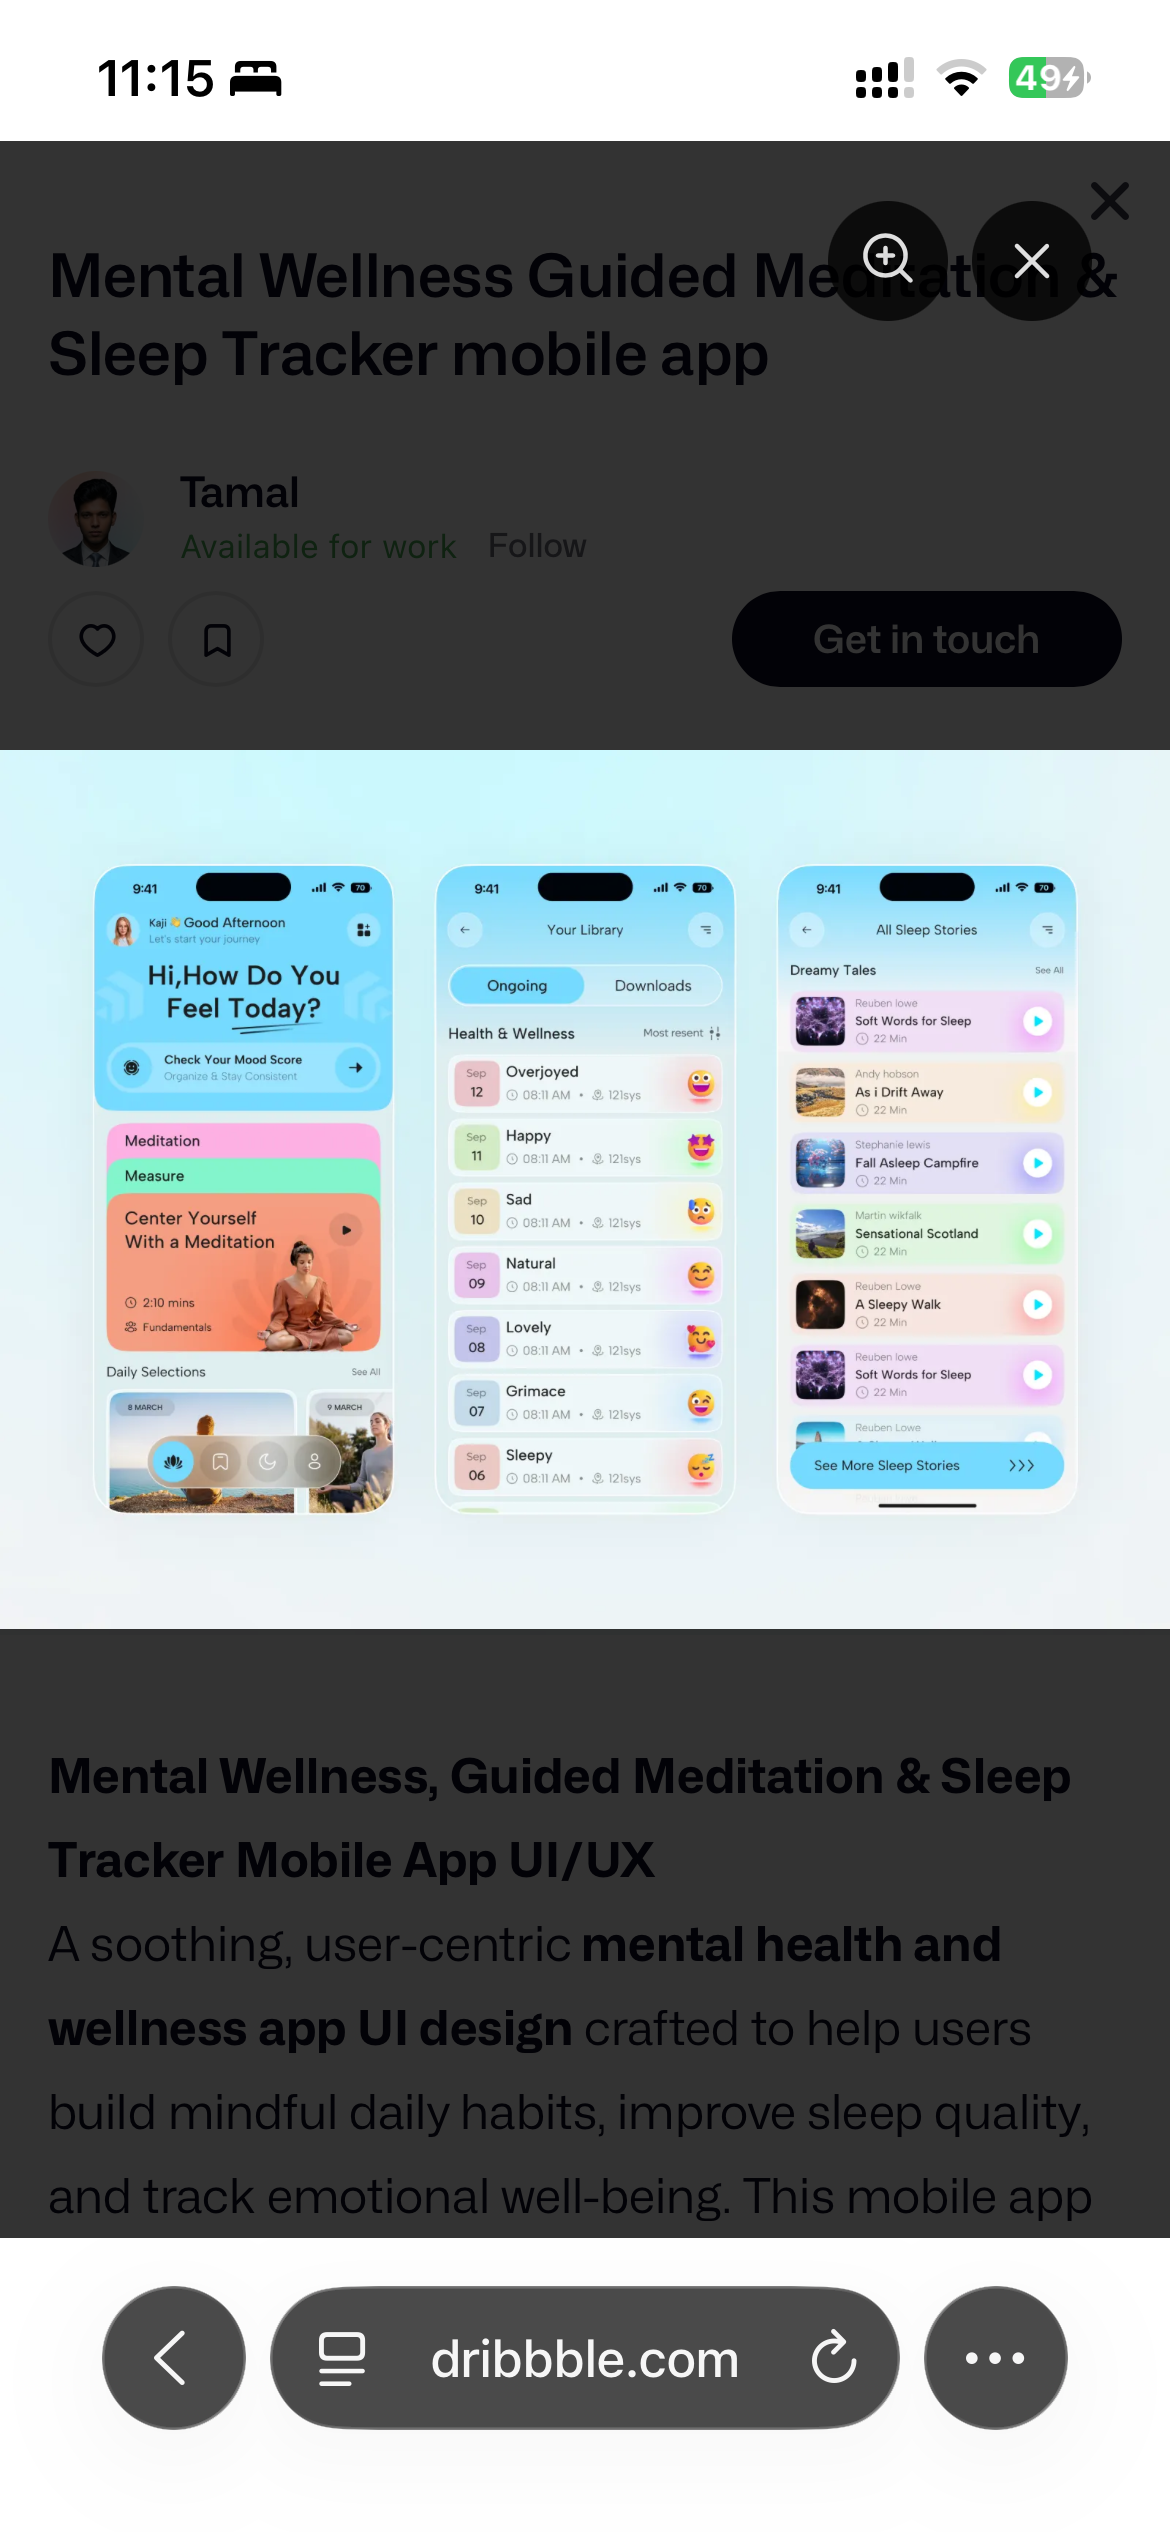 11:15
49
Mental Wellness Guided Meditation &
Sleep Tracker mobile app
Tamal
Available for work Follow
Get in touch
9:41
70
Kaji 👋 Good Afternoon
Let's start your journey
Hi,How Do You
Feel Today?
Check Your Mood Score
Organize & Stay Consistent
Meditation
Measure
Center Yourself
With a Meditation
2:10 mins
Fundamentals
Daily Selections See All
8 MARCH
9 MARCH
9:41
70
Your Library
Ongoing Downloads
Health & Wellness Most resent
Sep 12 Overjoyed
08:11 AM • 121sys
Sep 11 Happy
08:11 AM • 121sys
Sep 10 Sad
08:11 AM • 121sys
Sep 09 Natural
08:11 AM • 121sys
Sep 08 Lovely
08:11 AM • 121sys
Sep 07 Grimace
08:11 AM • 121sys
Sep 06 Sleepy
08:11 AM • 121sys
9:41
70
All Sleep Stories
Dreamy Tales See All
Reuben lowe
Soft Words for Sleep
22 Min
Andy hobson
As i Drift Away
22 Min
Stephanie lewis
Fall Asleep Campfire
22 Min
Martin wikfalk
Sensational Scotland
22 Min
Reuben Lowe
A Sleepy Walk
22 Min
Reuben lowe
Soft Words for Sleep
22 Min
Reuben Lowe
See More Sleep Stories
Mental Wellness, Guided Meditation & Sleep
Tracker Mobile App UI/UX
A soothing, user-centric mental health and
wellness app UI design crafted to help users
build mindful daily habits, improve sleep quality,
and track emotional well-being. This mobile app
dribbble.com